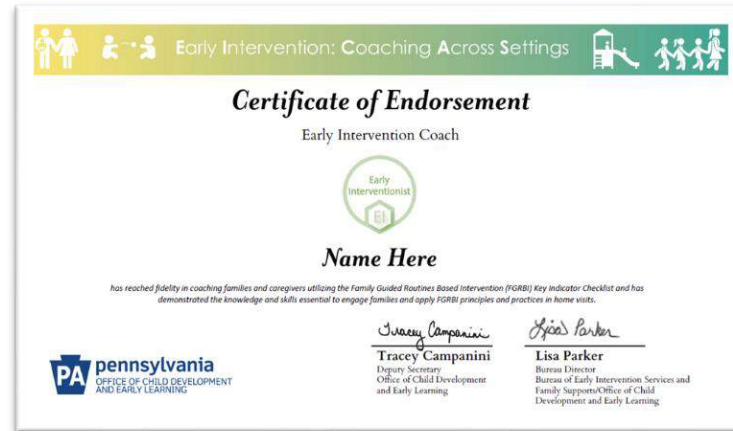 Early Intervention: Coaching Across Settings
Certificate of Endorsement
Early Intervention Coach
Early
Interventionist
EI
Name Here
has reached fidelity in coaching families and caregivers utilizing the Family Guided Routines Based Intervention (FGRBI) Key Indicator Checklist and has
demonstrated the knowledge and skills essential to engage families and apply FGRBI principles and practices in home visits.
Tracey Campanini
Tracey Campanini
Deputy Secretary
Office of Child Development
and Early Learning
Lisa Parker
Lisa Parker
Bureau Director
Bureau of Early Intervention Services and
Family Supports/Office of Child
Development and Early Learning
PA
pennsylvania
OFFICE OF CHILD DEVELOPMENT
AND EARLY LEARNING